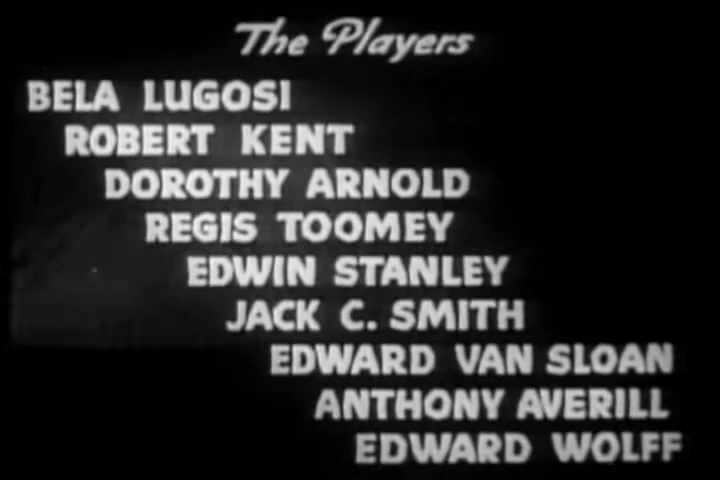 The Players
BELA LUGOSI
ROBERT KENT
DOROTHY ARNOLD
REGIS TOOMEY
EDWIN STANLEY
JACK C. SMITH
EDWARD VAN SLOAN
ANTHONY AVERILL
EDWARD WOLFF